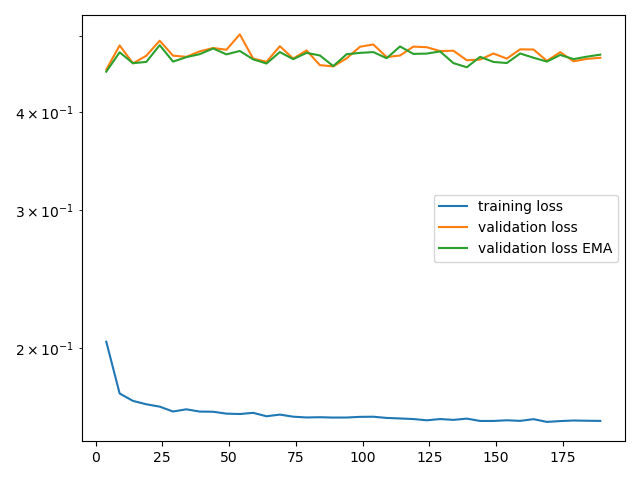 4 × 10⁻¹
3 × 10⁻¹
2 × 10⁻¹
training loss
validation loss
validation loss EMA
0 25 50 75 100 125 150 175